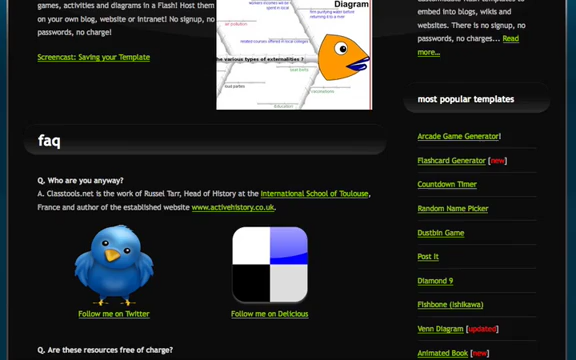 games, activities and diagrams in a Flash! Host them
on your own blog, website or intranet! No signup, no
passwords, no charge!
Screencast: Saving your Template
Diagram
the various types of externalities ?
faq
Q. Who are you anyway?
A. Classtools.net is the work of Russel Tarr, Head of History at the International School of Toulouse,
France and author of the established website www.activehistory.co.uk.
Follow me on Twitter
Follow me on Delicious
Q. Are these resources free of charge?
embed into blogs, wikis and
websites. There is no signup, no
passwords, no charges... Read
more...
most popular templates
Arcade Game Generator!
Flashcard Generator [new]
Countdown Timer
Random Name Picker
Dustbin Game
Post it
Diamond 9
Fishbone (Ishikawa)
Venn Diagram [updated]
Animated Book [new]